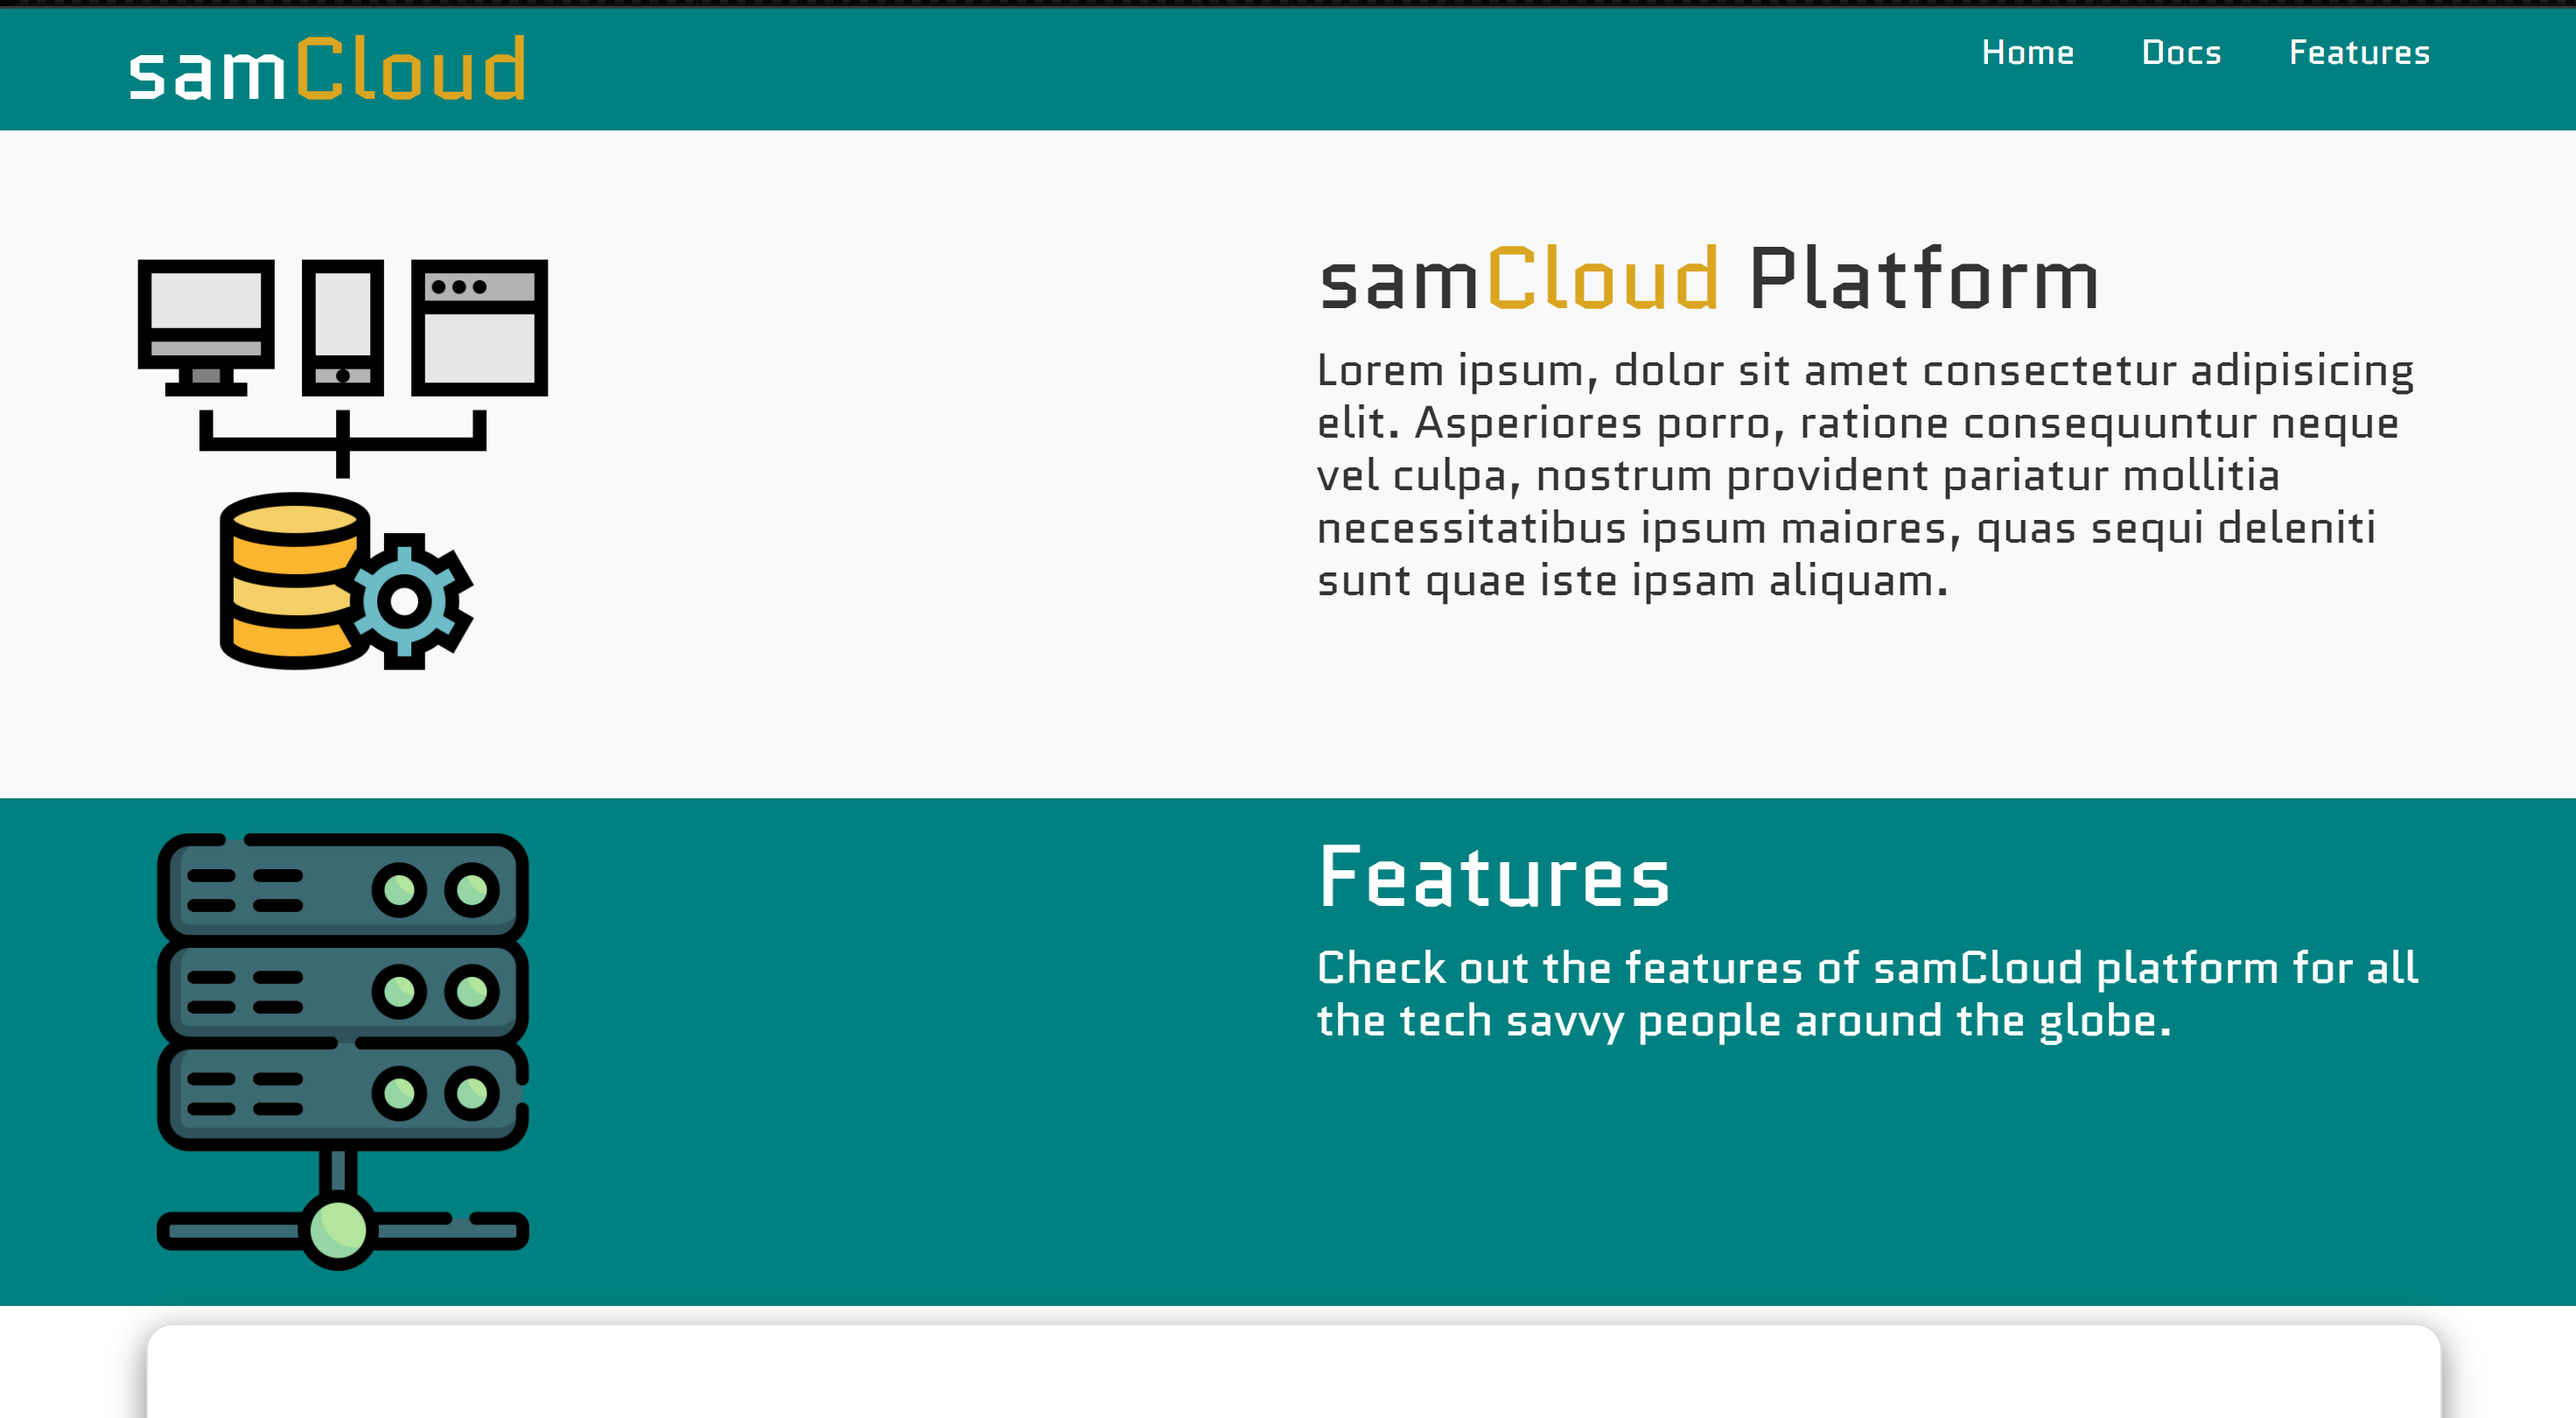 samCloud
Home Docs Features
samCloud Platform
Lorem ipsum, dolor sit amet consectetur adipisicing
elit. Asperiores porro, ratione consequuntur neque
vel culpa, nostrum provident pariatur mollitia
necessitatibus ipsum maiores, quas sequi deleniti
sunt quae iste ipsam aliquam.
Features
Check out the features of samCloud platform for all
the tech savvy people around the globe.